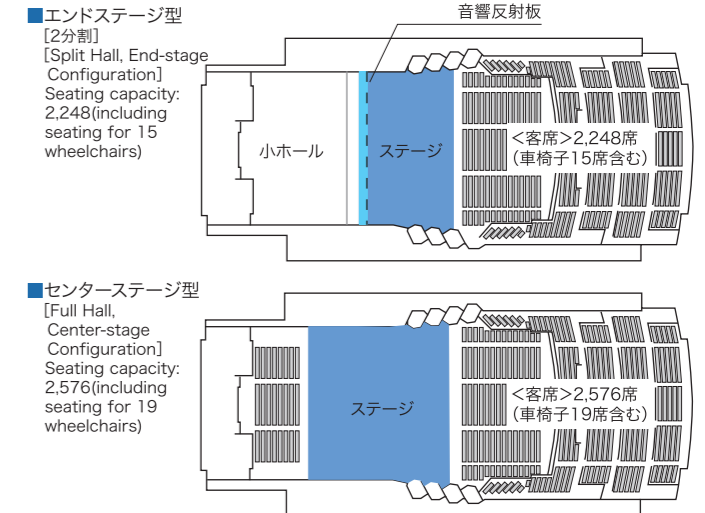 ■エンドステージ型
[2分割]
[Split Hall, End-stage
Configuration]
Seating capacity:
2,248(including
seating for 15
wheelchairs)
音響反射板
小ホール
ステージ
＜客席＞2,248席
（車椅子15席含む）
■センターステージ型
[Full Hall,
Center-stage
Configuration]
Seating capacity:
2,576(including
seating for 19
wheelchairs)
ステージ
＜客席＞2,576席
（車椅子19席含む）